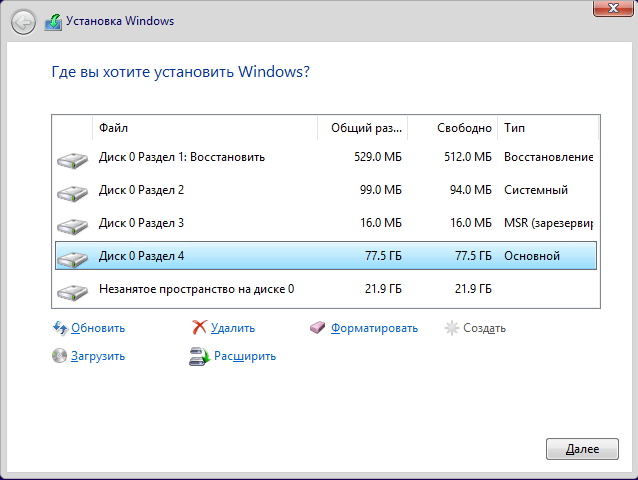 Установка Windows
Где вы хотите установить Windows?
Файл Общий раз... Свободно Тип
Диск 0 Раздел 1: Восстановить 529.0 МБ 512.0 МБ Восстановление
Диск 0 Раздел 2 99.0 МБ 94.0 МБ Системный
Диск 0 Раздел 3 16.0 МБ 16.0 МБ MSR (зарезервир
Диск 0 Раздел 4 77.5 ГБ 77.5 ГБ Основной
Незанятое пространство на диске 0 21.9 ГБ 21.9 ГБ
Обновить Удалить Форматировать Создать
Загрузить Расширить
Далее